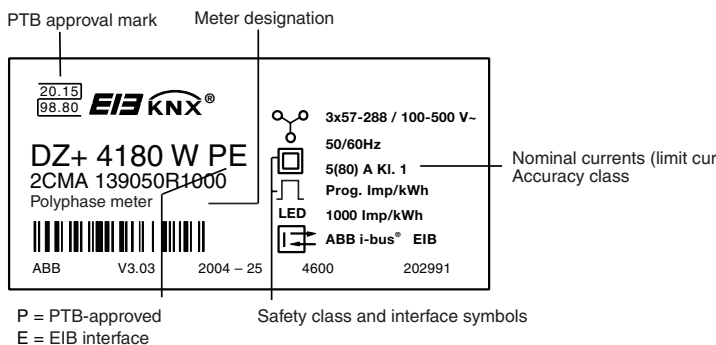 PTB approval mark
Meter designation
20.15
98.80
EIB KNX®
DZ+ 4180 W PE
2CMA 139050R1000
Polyphase meter
3x57-288 / 100-500 V~
50/60Hz
5(80) A Kl. 1
Prog. Imp/kWh
LED 1000 Imp/kWh
ABB i-bus® EIB
ABB V3.03 2004 – 25 4600 202991
Nominal currents (limit cur
Accuracy class
P = PTB-approved
E = EIB interface
Safety class and interface symbols